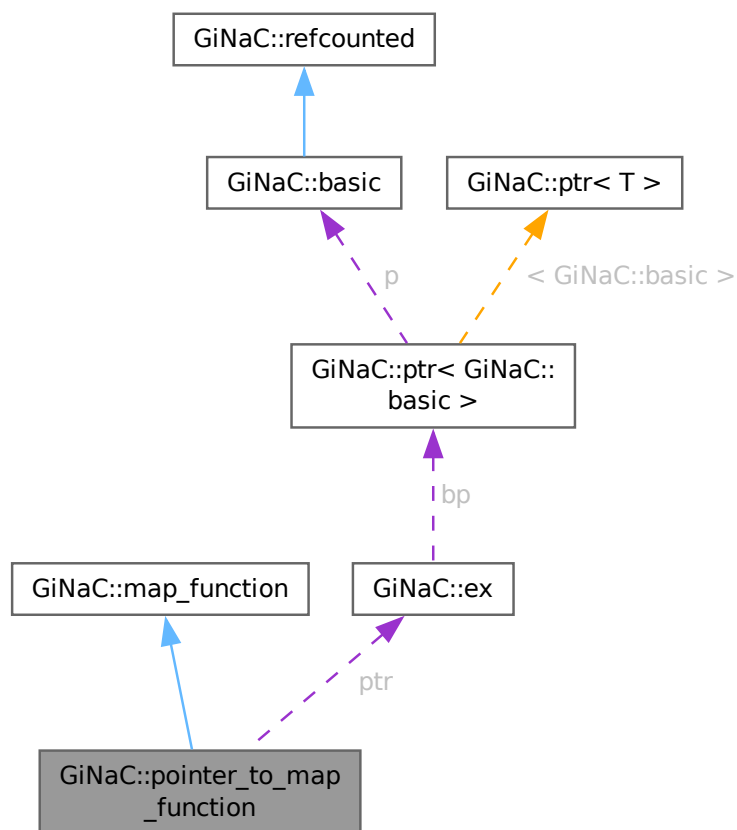 GiNaC::refcounted
GiNaC::basic
GiNaC::ptr< T >
p
< GiNaC::basic >
GiNaC::ptr< GiNaC::
basic >
bp
GiNaC::map_function
GiNaC::ex
ptr
GiNaC::pointer_to_map
_function